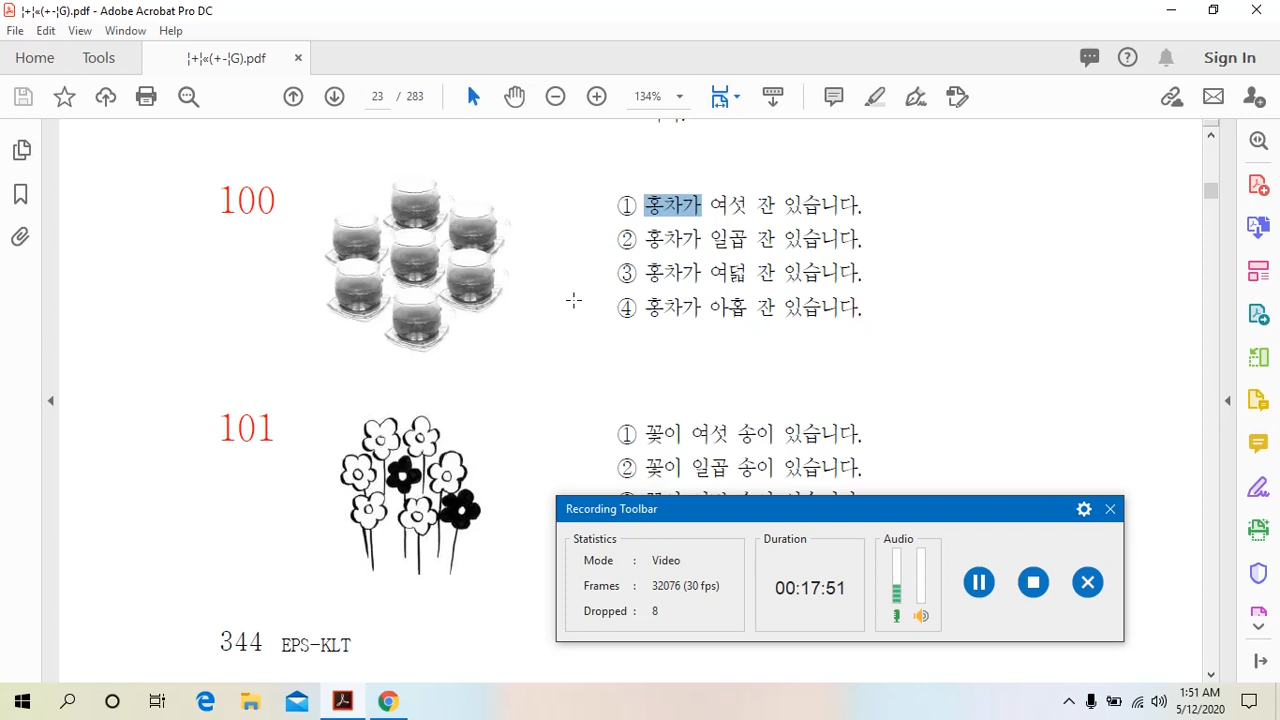 ¦+¦«(+-¦G).pdf - Adobe Acrobat Pro DC
File Edit View Window Help
Home Tools ¦+¦«(+-¦G).pdf × Sign In
23 / 283 134%
100
① 홍차가 여섯 잔 있습니다.
② 홍차가 일곱 잔 있습니다.
③ 홍차가 여덟 잔 있습니다.
④ 홍차가 아홉 잔 있습니다.
101
① 꽃이 여섯 송이 있습니다.
② 꽃이 일곱 송이 있습니다.
Recording Toolbar
Statistics Duration Audio
Mode : Video
Frames : 32076 (30 fps)
Dropped : 8
00:17:51
344 EPS-KLT
1:51 AM
5/12/2020